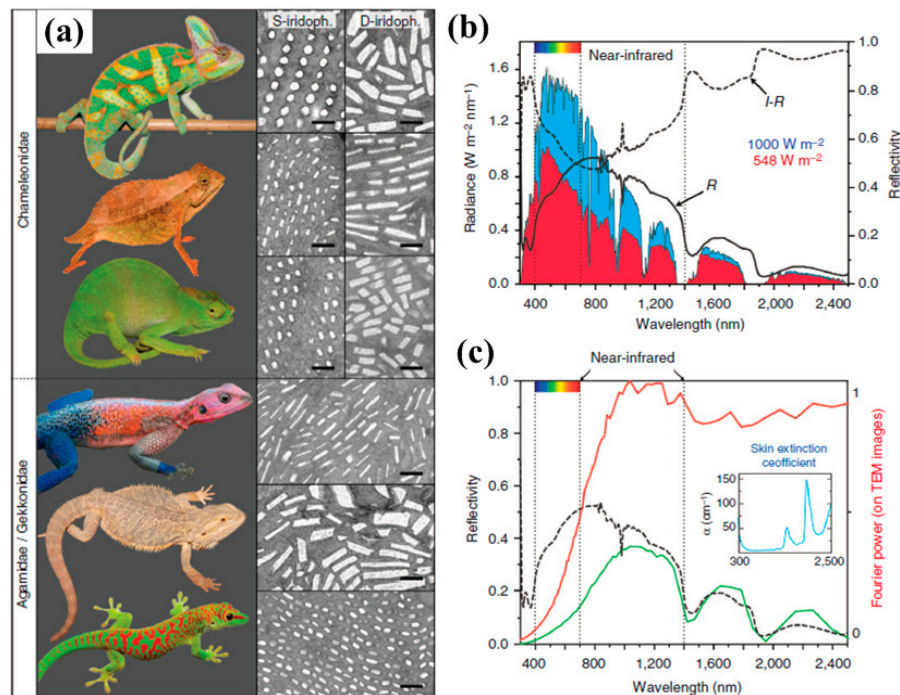 (a)
S-iridoph.
D-iridoph.
Chameleonidae
Agamidae / Gekkonidae
(b)
Near-infrared
I-R
1000 W m−2
548 W m−2
R
Radiance (W m−2 nm−1)
1.6
1.2
0.8
0.4
0.0
Reflectivity
1.0
0.8
0.6
0.4
0.2
0.0
400
800
1,200
1,600
2,000
2,500
300
Wavelength (nm)
(c)
Near-infrared
Reflectivity
1.0
0.8
0.6
0.4
0.2
0.0
Fourier power (on TEM images)
1
0
Skin extinction
ceofficient
α (cm−1)
150
100
50
300
2,500
300
400
800
1,200
1,600
2,000
2,500
Wavelength (nm)